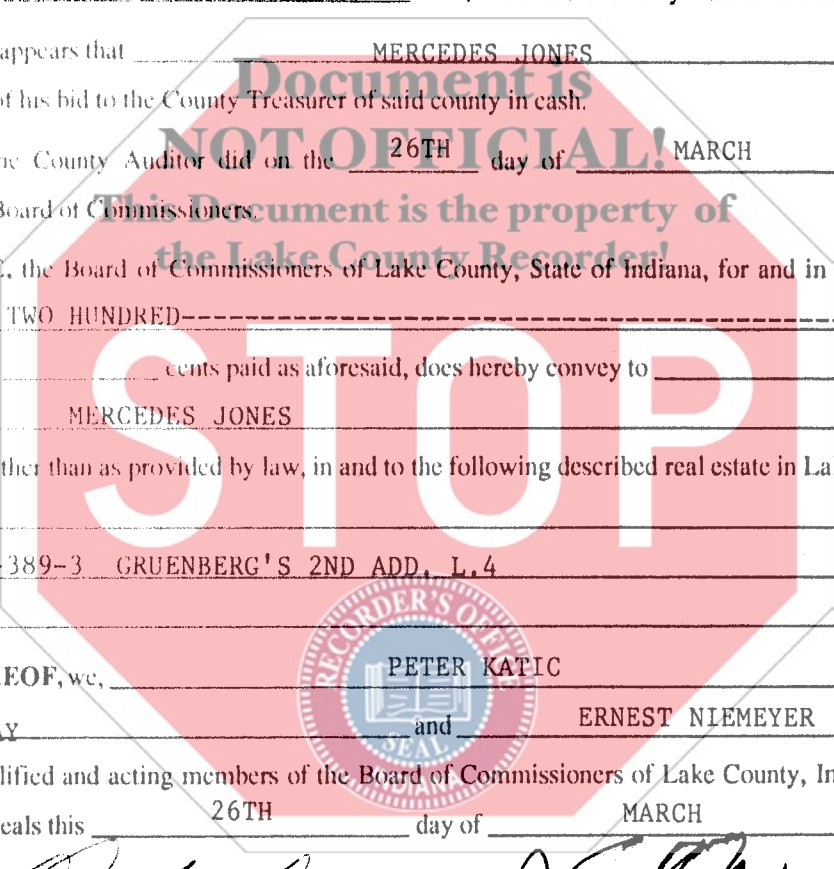 appears that MERCEDES JONES
Document is
of his bid to the County Treasurer of said county in cash.
NOT OFFICIAL!
County Auditor did on the 26TH day of MARCH
Board of Commissioners.
This Document is the property of
the Lake County Recorder!
the Board of Commissioners of Lake County, State of Indiana, for and in
TWO HUNDRED
STOP
cents paid as aforesaid, does hereby convey to
MERCEDES JONES
ther than as provided by law, in and to the following described real estate in La
-389-3 GRUENBERG'S 2ND ADD, L.4
RECORDER'S OFFICE
SEAL
INDIANA
EOF, we, PETER KATIC
AY and ERNEST NIEMEYER
lified and acting members of the Board of Commissioners of Lake County, In
eals this 26TH day of MARCH